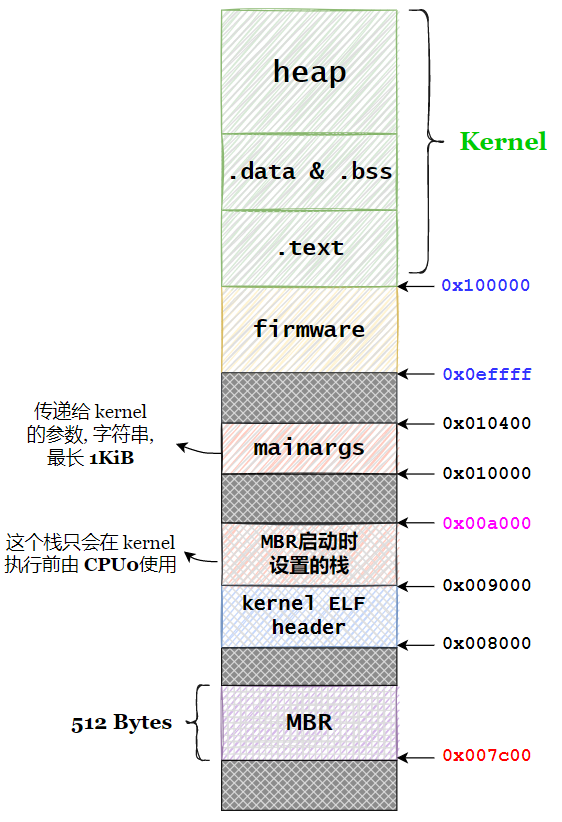 heap
Kernel
.data & .bss
.text
0x100000
firmware
0x0effff
传递给 kernel
的参数, 字符串,
最长 1KiB
0x010400
mainargs
0x010000
0x00a000
这个栈只会在 kernel
执行前由 CPU0使用
MBR启动时
设置的栈
0x009000
kernel ELF
header
0x008000
512 Bytes
MBR
0x007c00